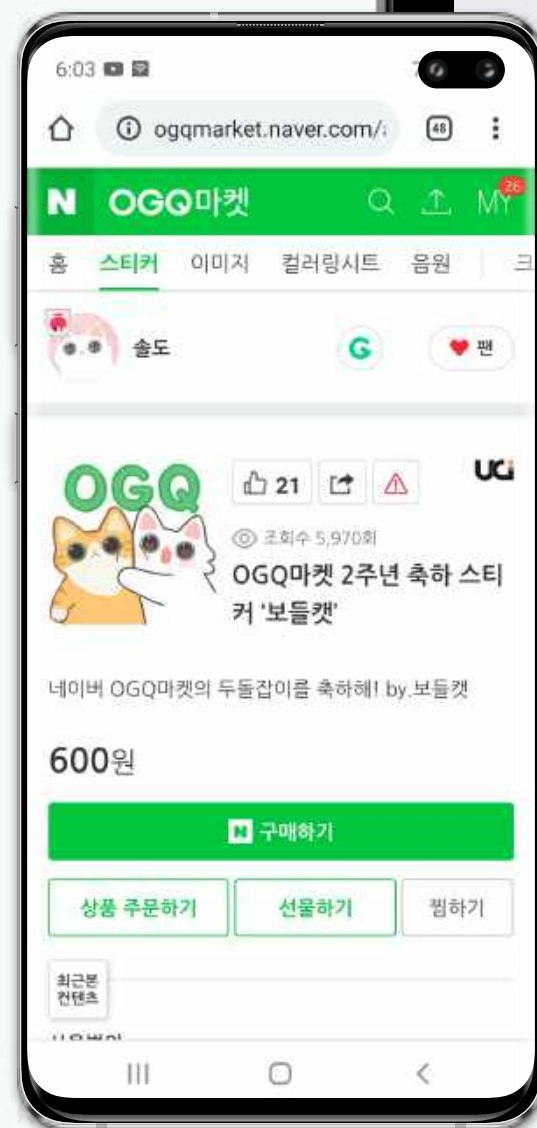 6:03
ogqmarket.naver.com/
48
N OGQ마켓 MY 26
홈 스티커 이미지 컬러링시트 음원
솔도 G 팬
OGQ
21
UCi
조회수 5,970회
OGQ마켓 2주년 축하 스티
커 '보들캣'
네이버 OGQ마켓의 두돌잡이를 축하해! by.보들캣
600원
N 구매하기
상품 주문하기 선물하기 찜하기
최근본
컨텐츠